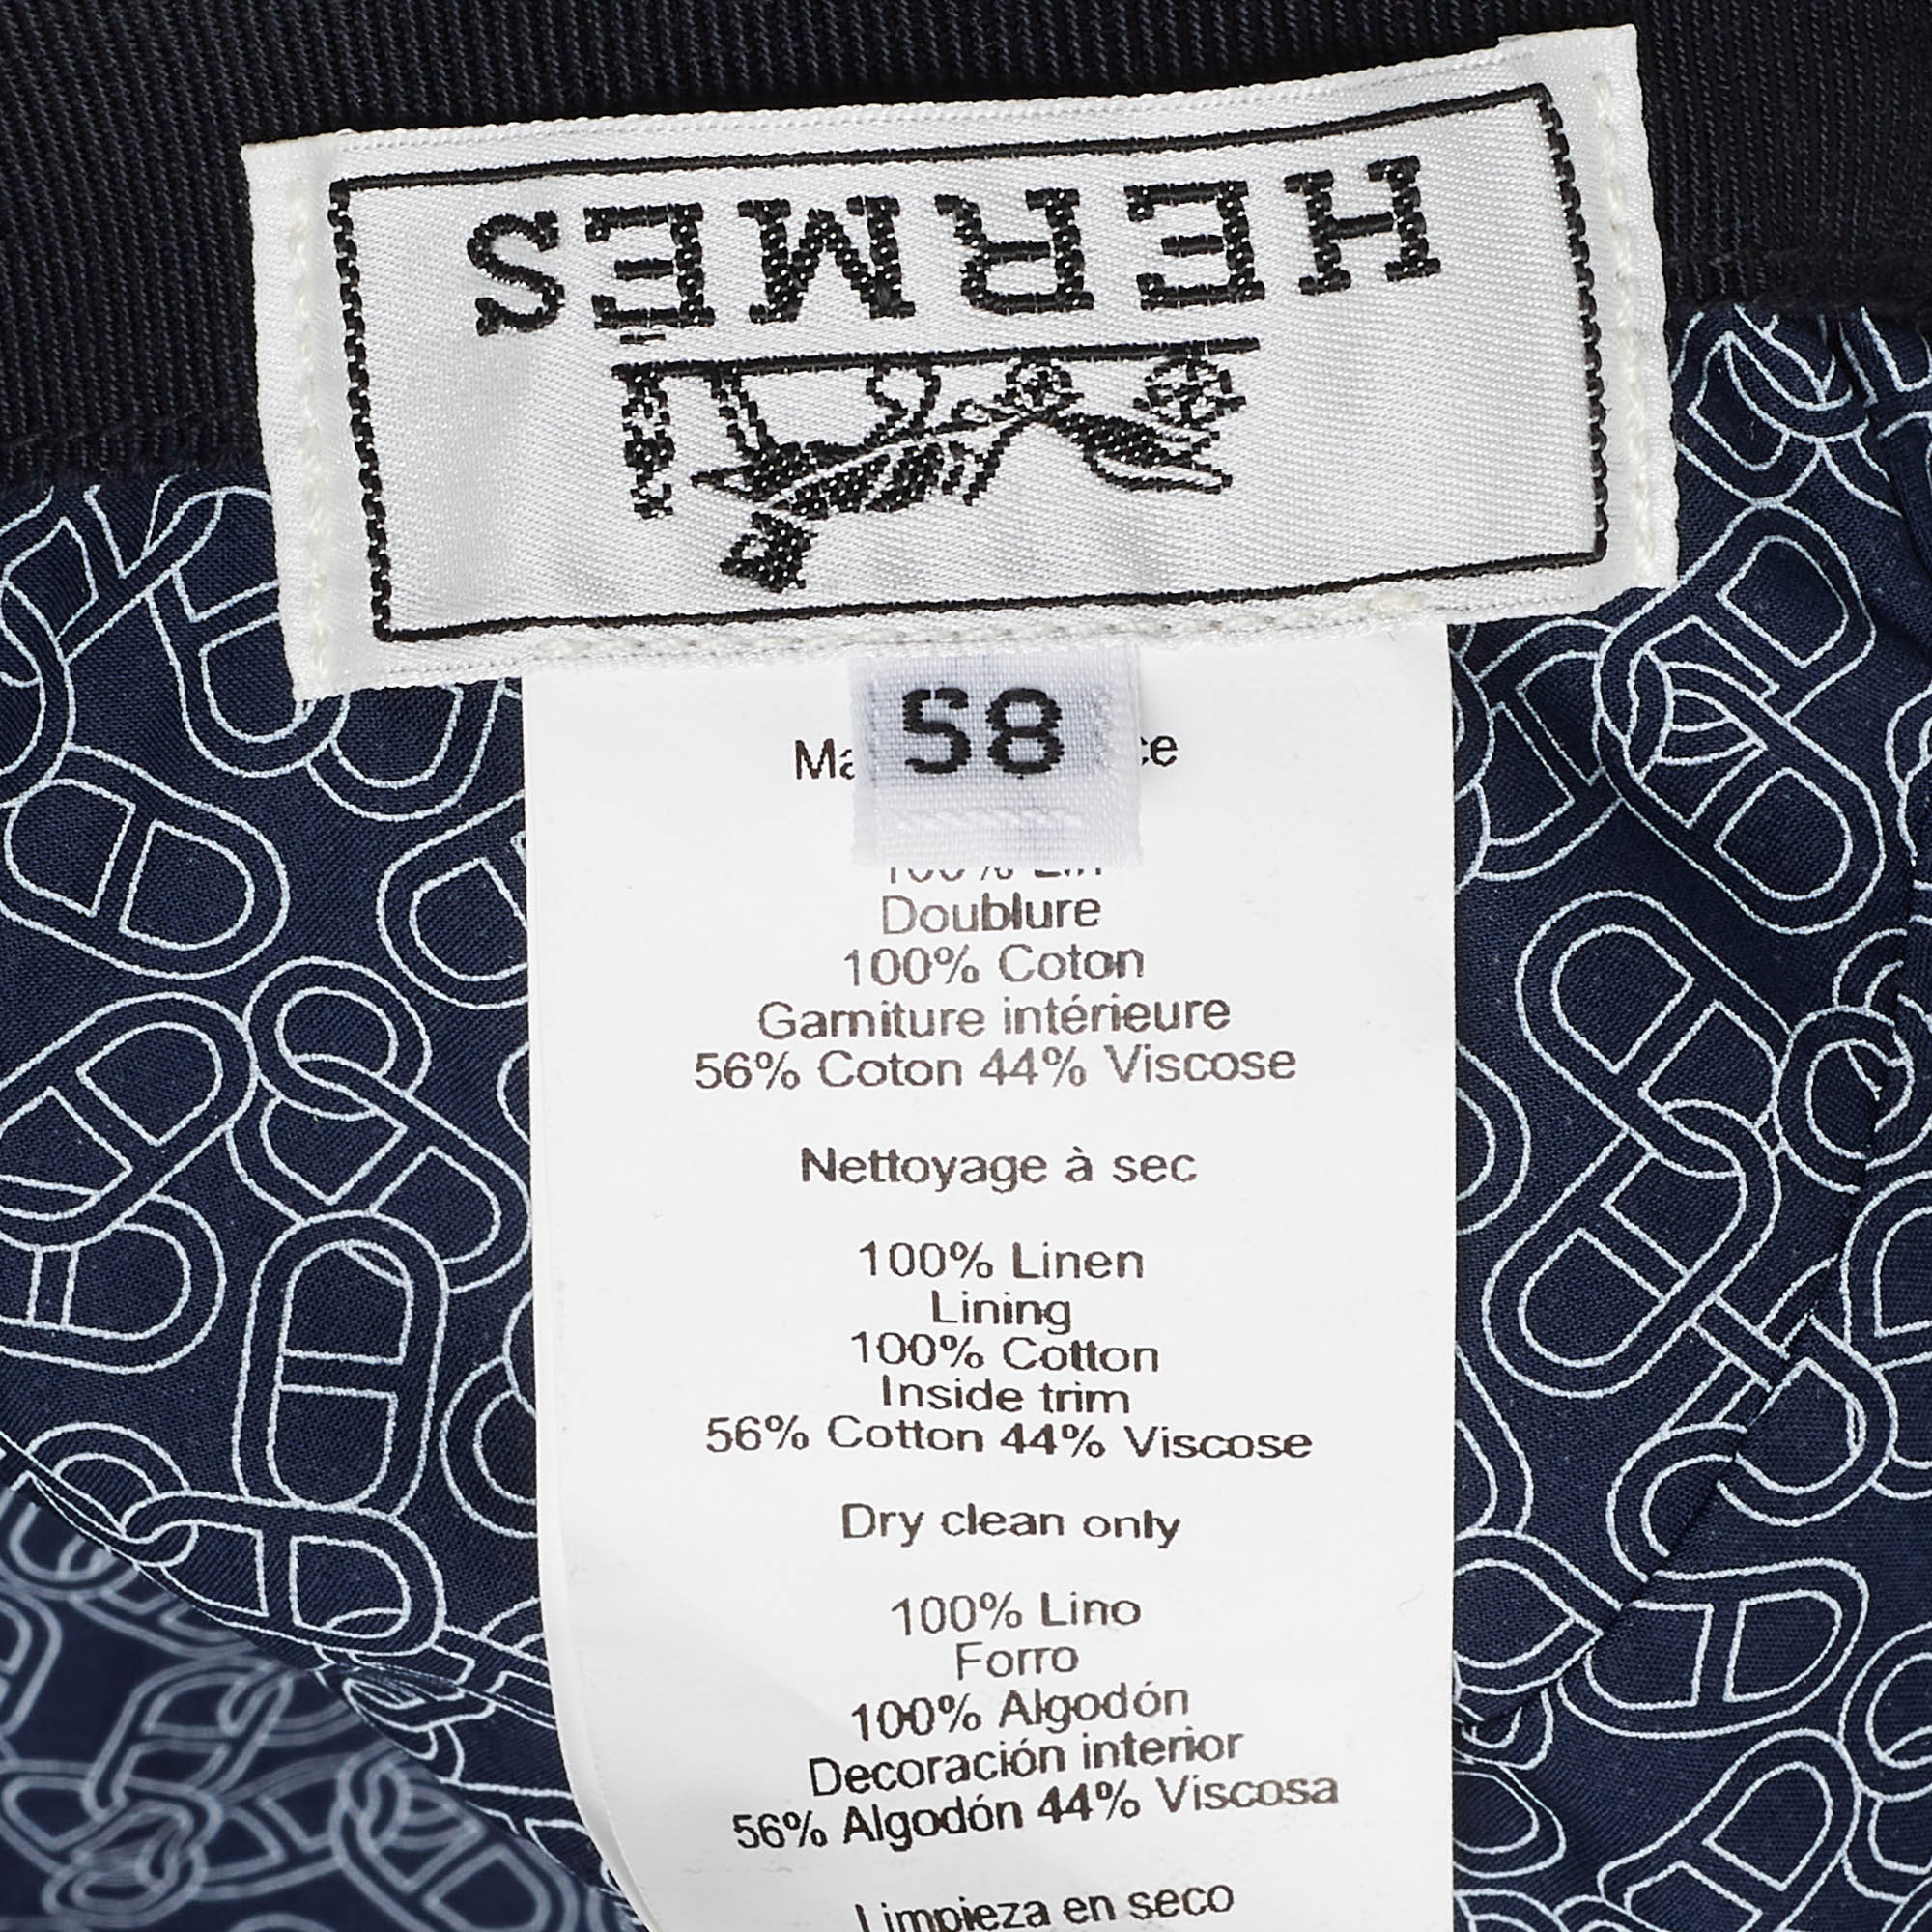 HERMES
58
100% Lin
Doublure
100% Coton
Garniture intérieure
56% Coton 44% Viscose
Nettoyage à sec
100% Linen
Lining
100% Cotton
Inside trim
56% Cotton 44% Viscose
Dry clean only
100% Lino
Forro
100% Algodón
Decoración interior
56% Algodón 44% Viscosa
Limpieza en seco